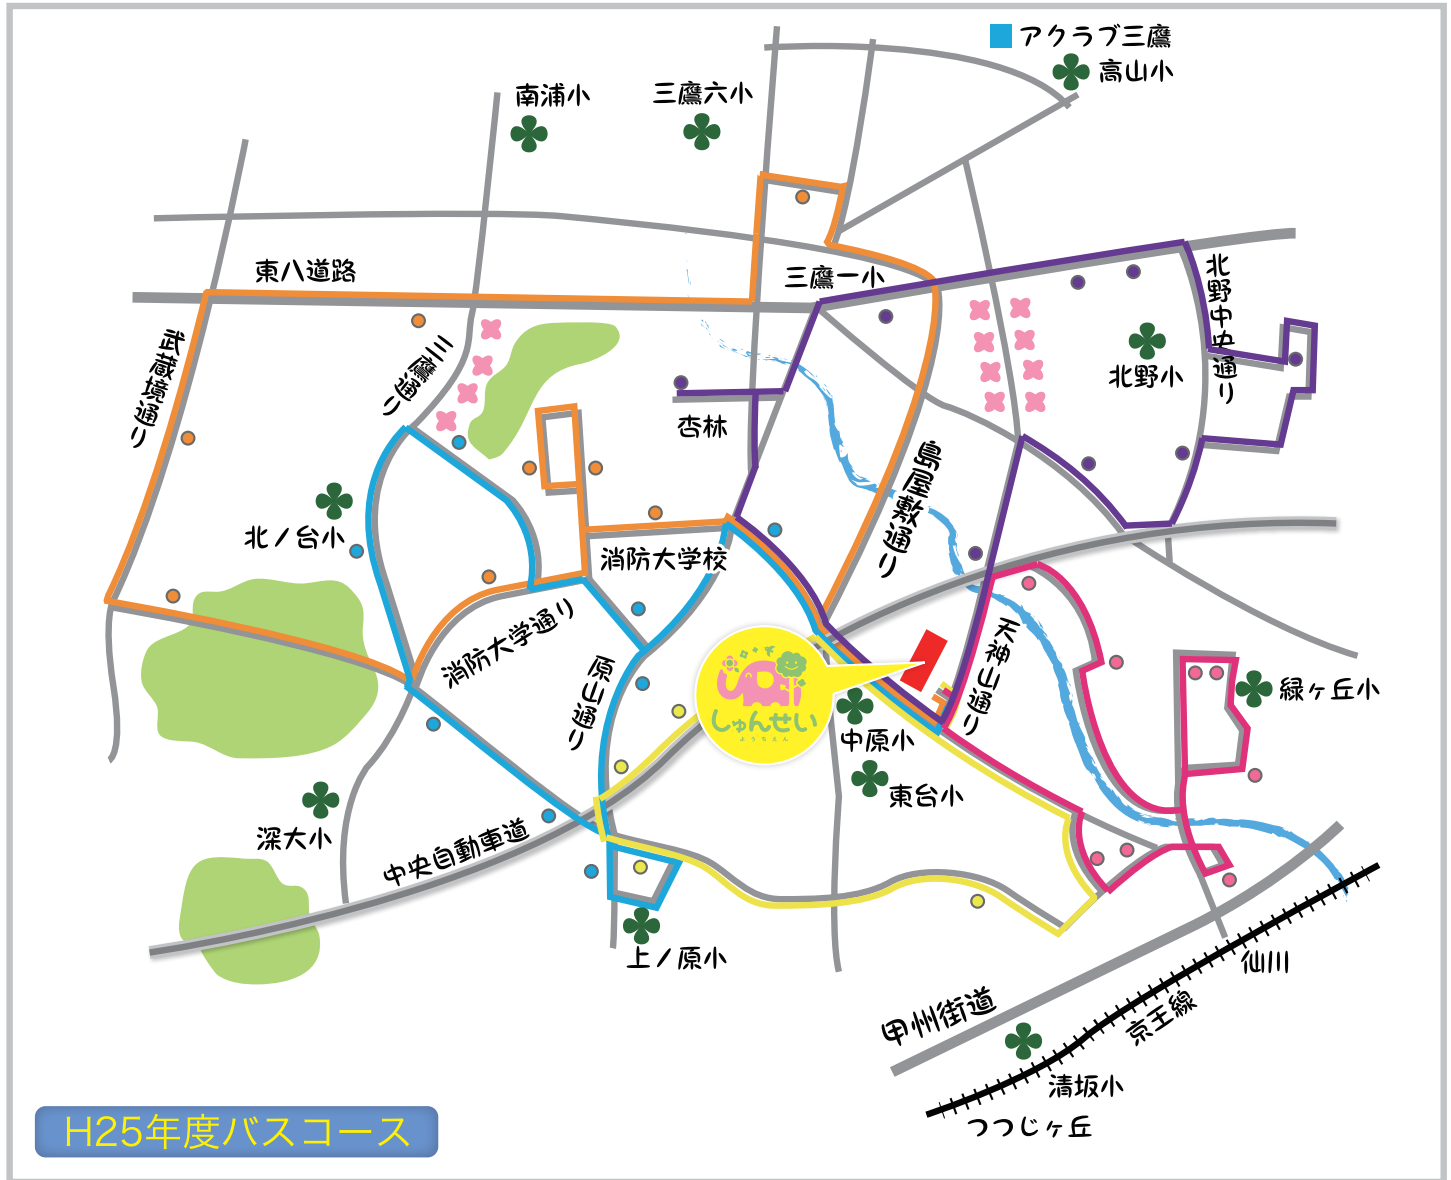 アクラブ三鷹
高山小
南浦小
三鷹六小
東八道路
三鷹一小
北野中央通り
武蔵境通り
三鷹通り
北野小
杏林
島屋敷通り
北ノ台小
消防大学校
消防大学通り
原山通り
天神山通り
緑ヶ丘小
しゅんせい
ようちえん
中原小
東台小
深大小
中央自動車道
上ノ原小
仙川
甲州街道
京王線
清坂小
つつじヶ丘
H25年度バスコース